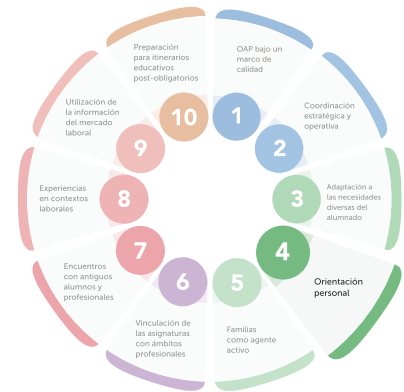 1
OAP bajo un
marco de
calidad
2
Coordinación
estratégica y
operativa
3
Adaptación a
las necesidades
diversas del
alumnado
4
Orientación
personal
5
Familias
como agente
activo
6
Vinculación de
las asignaturas
con ámbitos
profesionales
7
Encuentros
con antiguos
alumnos y
profesionales
8
Experiencias
en contextos
laborales
9
Utilización de
la información
del mercado
laboral
10
Preparación
para itinerarios
educativos
post-obligatorios